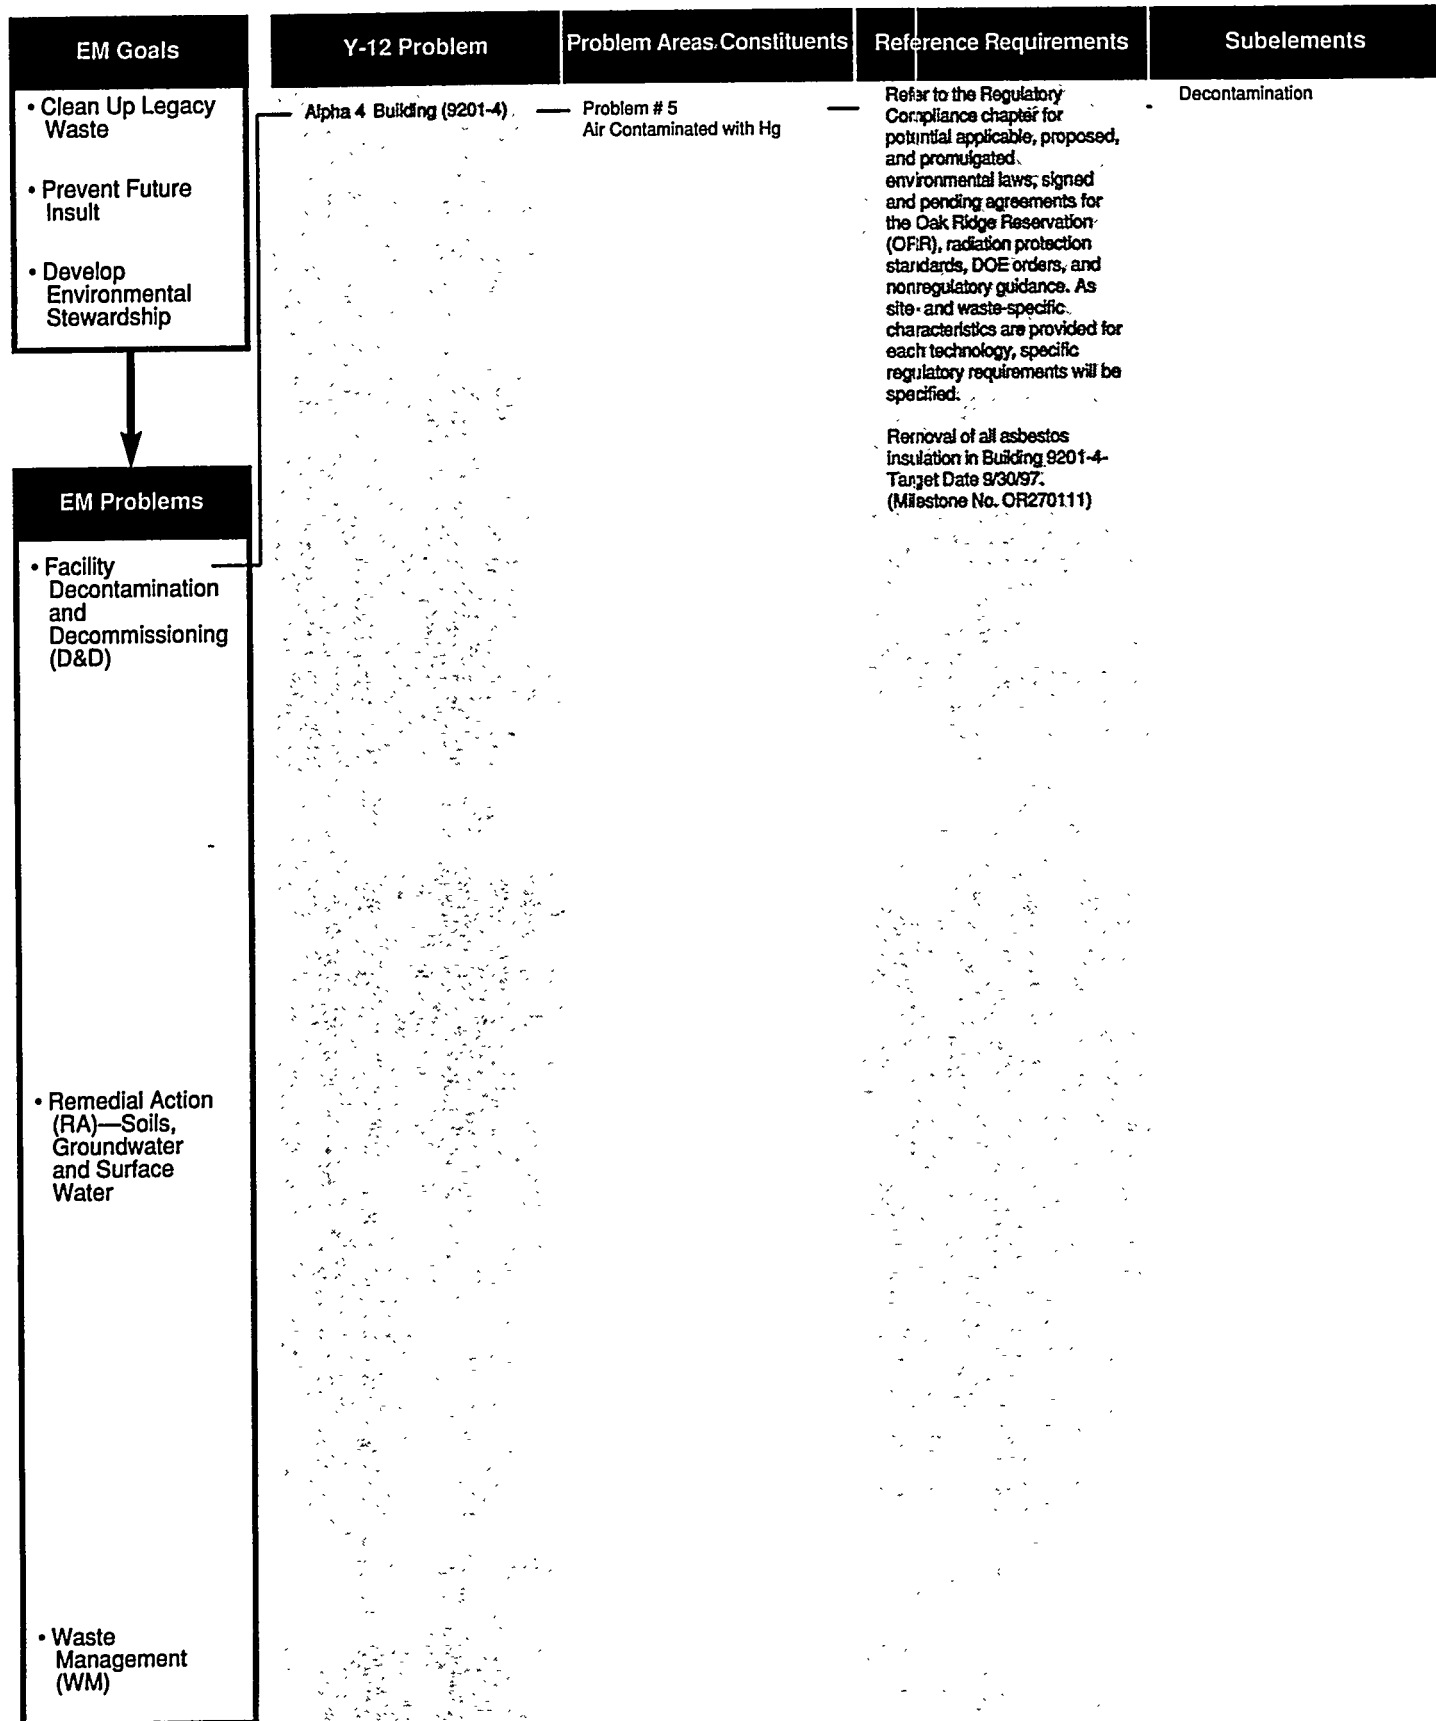 EM Goals
• Clean Up Legacy
Waste
• Prevent Future
Insult
• Develop
Environmental
Stewardship
EM Problems
• Facility
Decontamination
and
Decommissioning
(D&D)
• Remedial Action
(RA)—Soils,
Groundwater
and Surface
Water
• Waste
Management
(WM)
Y-12 Problem
Alpha 4 Building (9201-4)
Problem Areas/Constituents
Problem # 5
Air Contaminated with Hg
Reference Requirements
Refer to the Regulatory
Compliance chapter for
potential applicable, proposed,
and promulgated
environmental laws, signed
and pending agreements for
the Oak Ridge Reservation
(ORR), radiation protection
standards, DOE orders, and
nonregulatory guidance. As
site- and waste-specific
characteristics are provided for
each technology, specific
regulatory requirements will be
specified.
Removal of all asbestos
insulation in Building 9201-4-
Target Date 9/30/97.
(Milestone No. OR270111)
Subelements
Decontamination